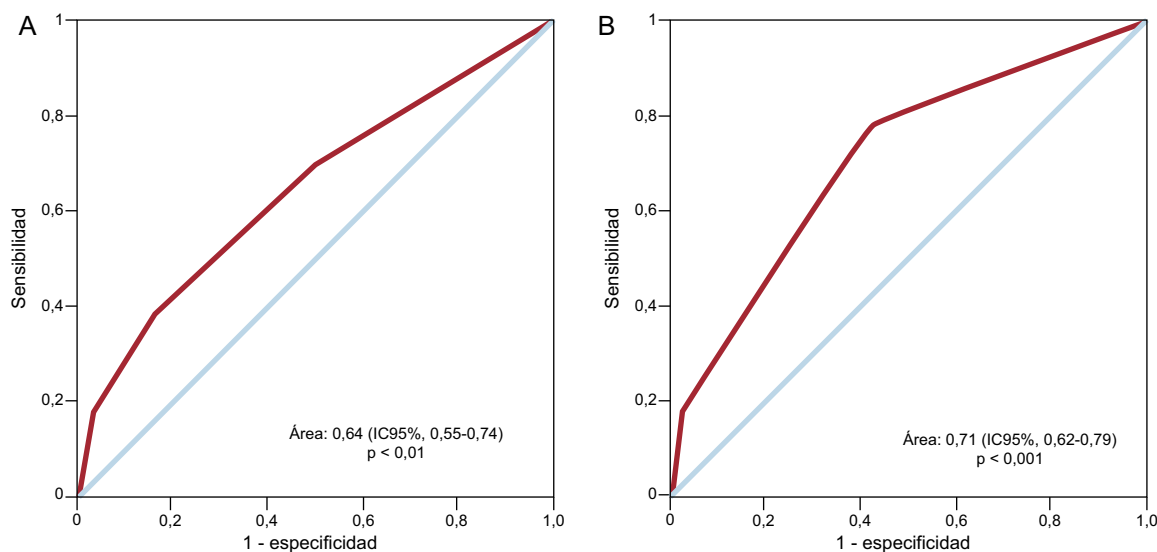 A
1
0,8
0,6
0,4
0,2
0
Sensibilidad
0
0,2
0,4
0,6
0,8
1,0
1 - especificidad
Área: 0,64 (IC95%, 0,55-0,74)
p < 0,01
B
1
0,8
0,6
0,4
0,2
0
Sensibilidad
0
0,2
0,4
0,6
0,8
1,0
1 - especificidad
Área: 0,71 (IC95%, 0,62-0,79)
p < 0,001